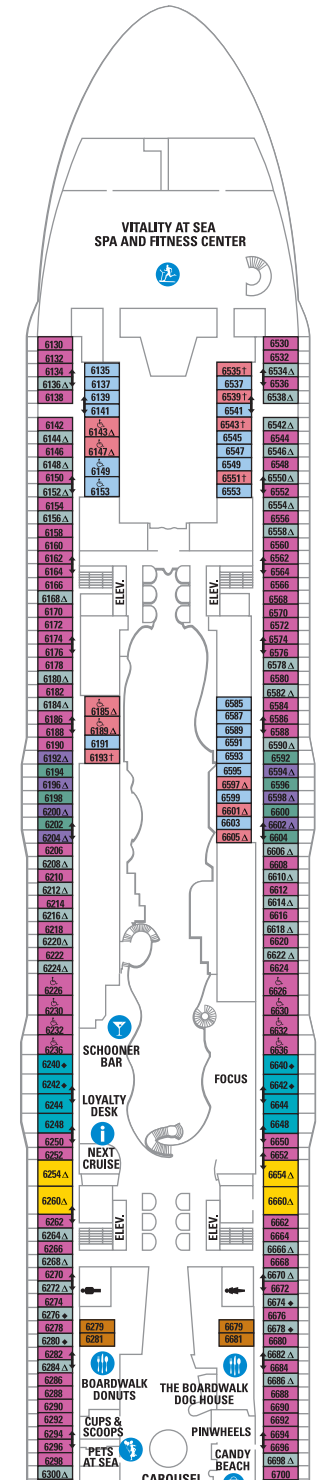 VITALITY AT SEA
SPA AND FITNESS CENTER
6130
6132
6134
6136 Δ
6138
6142
6144 Δ
6146
6148 Δ
6150
6152 Δ
6154
6156 Δ
6158
6160
6162
6164
6166
6168 Δ
6170
6172
6174
6176
6178
6180 Δ
6182
6184 Δ
6186
6188
6190
6192 Δ
6194
6196 Δ
6198
6200 Δ
6202
6204 Δ
6206
6208 Δ
6210
6212 Δ
6214
6216 Δ
6218
6220 Δ
6222
6224 Δ
6226
6230
6232
6236
6240 ◆
6242 ◆
6244
6248
6250
6252
6254 Δ
6260 Δ
6262
6264 Δ
6266
6268 Δ
6270
6272 Δ
6274
6276 ◆
6278
6280 ◆
6282
6284 Δ
6286
6288
6290
6292
6294
6296
6298
6300 Δ
6135
6137
6139
6141
6143 Δ
6147 Δ
6149
6153
ELEV.
6185 Δ
6189 Δ
6191
6193 †
SCHOONER
BAR
LOYALTY
DESK
NEXT
CRUISE
ELEV.
6279
6281
BOARDWALK
DONUTS
CUPS &
SCOOPS
PETS
AT SEA
CAROUSEL
6535 †
6537
6539 †
6541
6543 †
6545
6547
6549
6551 †
6553
ELEV.
6585
6587
6589
6591
6593
6595
6597 Δ
6599
6601 Δ
6603
6605 Δ
FOCUS
ELEV.
6679
6681
THE BOARDWALK
DOG HOUSE
PINWHEELS
CANDY
BEACH
6530
6532
6534 Δ
6536
6538 Δ
6542 Δ
6544
6546 Δ
6548
6550 Δ
6552
6554 Δ
6556
6558 Δ
6560
6562
6564
6566
6568
6570
6572
6574
6576
6578 Δ
6580
6582 Δ
6584
6586
6588
6590 Δ
6592
6594 Δ
6596
6598 Δ
6600
6602 Δ
6604
6606 Δ
6608
6610 Δ
6612
6614 Δ
6616
6618 Δ
6620
6622 Δ
6624
6626
6630
6632
6636
6640 ◆
6642 ◆
6644
6648
6650
6652
6654 Δ
6660 Δ
6662
6664
6666 Δ
6668
6670 Δ
6672
6674 ◆
6676
6678 ◆
6680
6682 Δ
6684
6686 Δ
6688
6690
6692
6694
6696
6698 Δ
6700